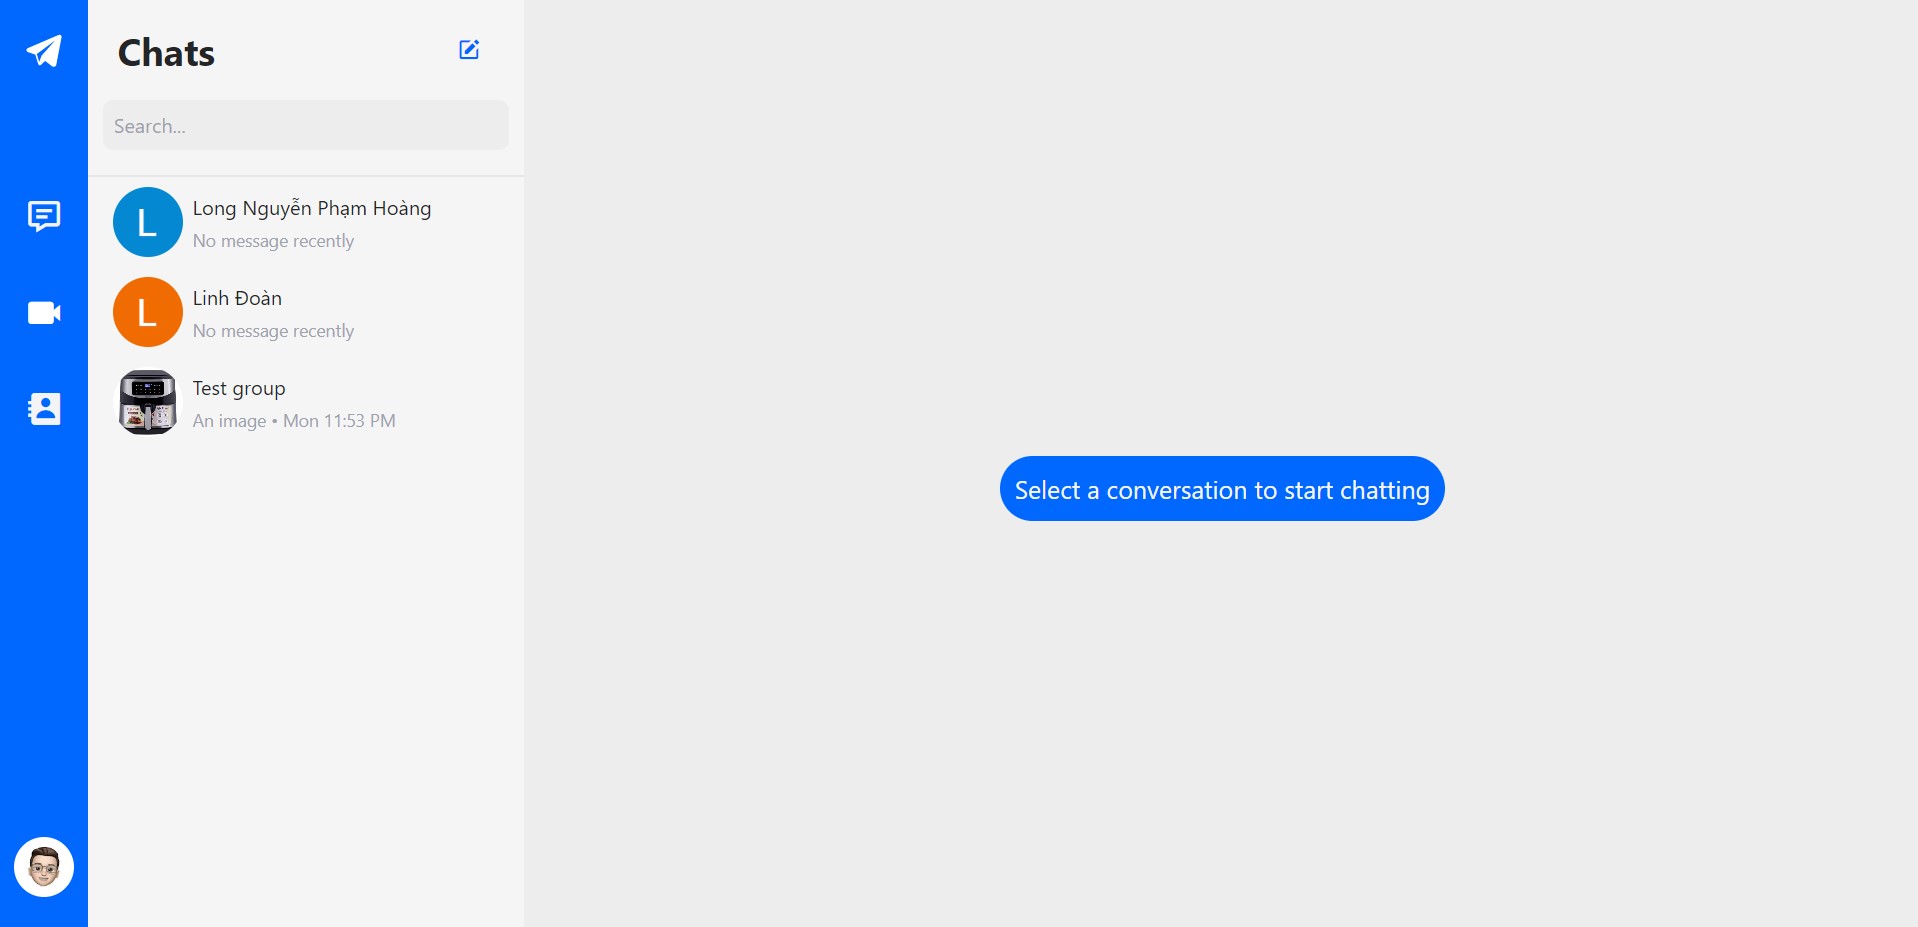 Chats
Search...
L
Long Nguyễn Phạm Hoàng
No message recently
L
Linh Đoàn
No message recently
Test group
An image • Mon 11:53 PM
Select a conversation to start chatting